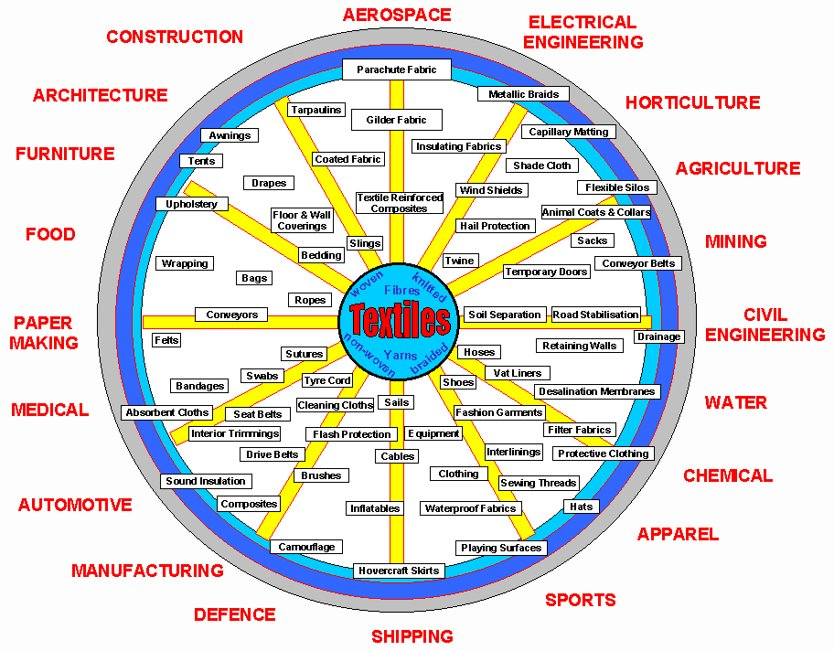 AEROSPACE
ELECTRICAL
ENGINEERING
CONSTRUCTION
ARCHITECTURE
HORTICULTURE
FURNITURE
AGRICULTURE
FOOD
MINING
PAPER
MAKING
CIVIL
ENGINEERING
MEDICAL
WATER
AUTOMOTIVE
CHEMICAL
APPAREL
MANUFACTURING
DEFENCE
SPORTS
SHIPPING
Parachute Fabric
Metallic Braids
Tarpaulins
Gilder Fabric
Awnings
Capillary Matting
Insulating Fabrics
Tents
Coated Fabric
Shade Cloth
Drapes
Wind Shields
Flexible Silos
Upholstery
Textile Reinforced
Composites
Animal Coats & Collars
Floor & Wall
Coverings
Hail Protection
Slings
Sacks
Bedding
Twine
Wrapping
Temporary Doors
Conveyor Belts
Bags
Ropes
Conveyors
Soil Separation
Road Stabilisation
woven
knitted
Fibres
Textiles
Yarns
non-woven
braided
Felts
Drainage
Retaining Walls
Sutures
Hoses
Swabs
Tyre Cord
Shoes
Vat Liners
Bandages
Desalination Membranes
Absorbent Cloths
Seat Belts
Cleaning Cloths
Sails
Fashion Garments
Interior Trimmings
Flash Protection
Equipment
Filter Fabrics
Drive Belts
Cables
Interlinings
Protective Clothing
Sound Insulation
Brushes
Clothing
Sewing Threads
Composites
Inflatables
Waterproof Fabrics
Hats
Camouflage
Playing Surfaces
Hovercraft Skirts